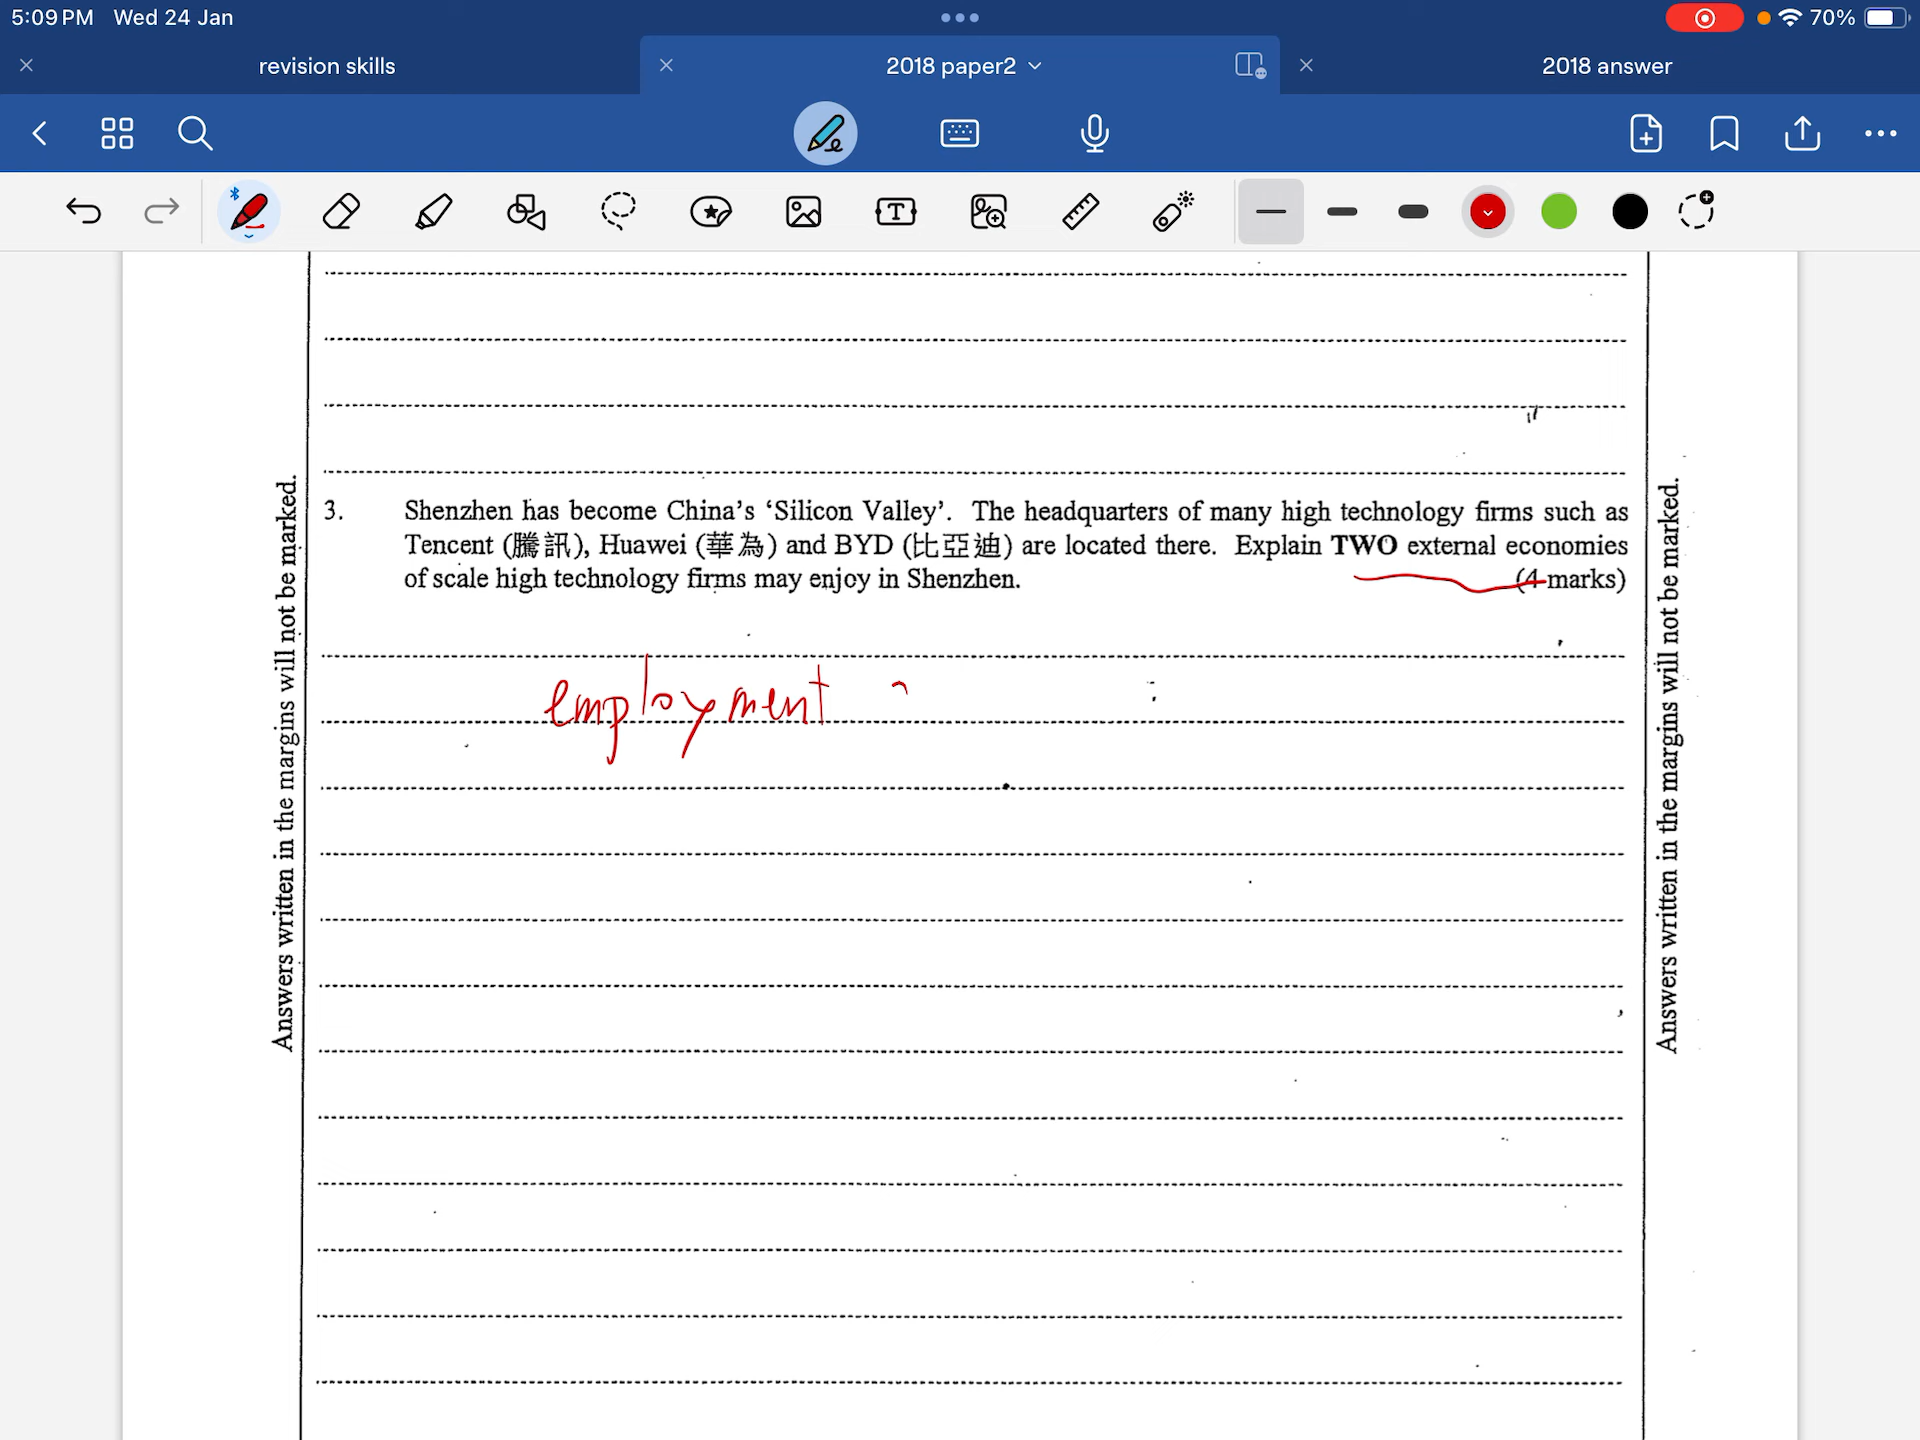 5:09 PM Wed 24 Jan
70%
revision skills
2018 paper2
2018 answer
3. Shenzhen has become China's 'Silicon Valley'. The headquarters of many high technology firms such as
Tencent (騰訊), Huawei (華為) and BYD (比亞迪) are located there. Explain TWO external economies
of scale high technology firms may enjoy in Shenzhen. (4 marks)
employment
Answers written in the margins will not be marked.
Answers written in the margins will not be marked.